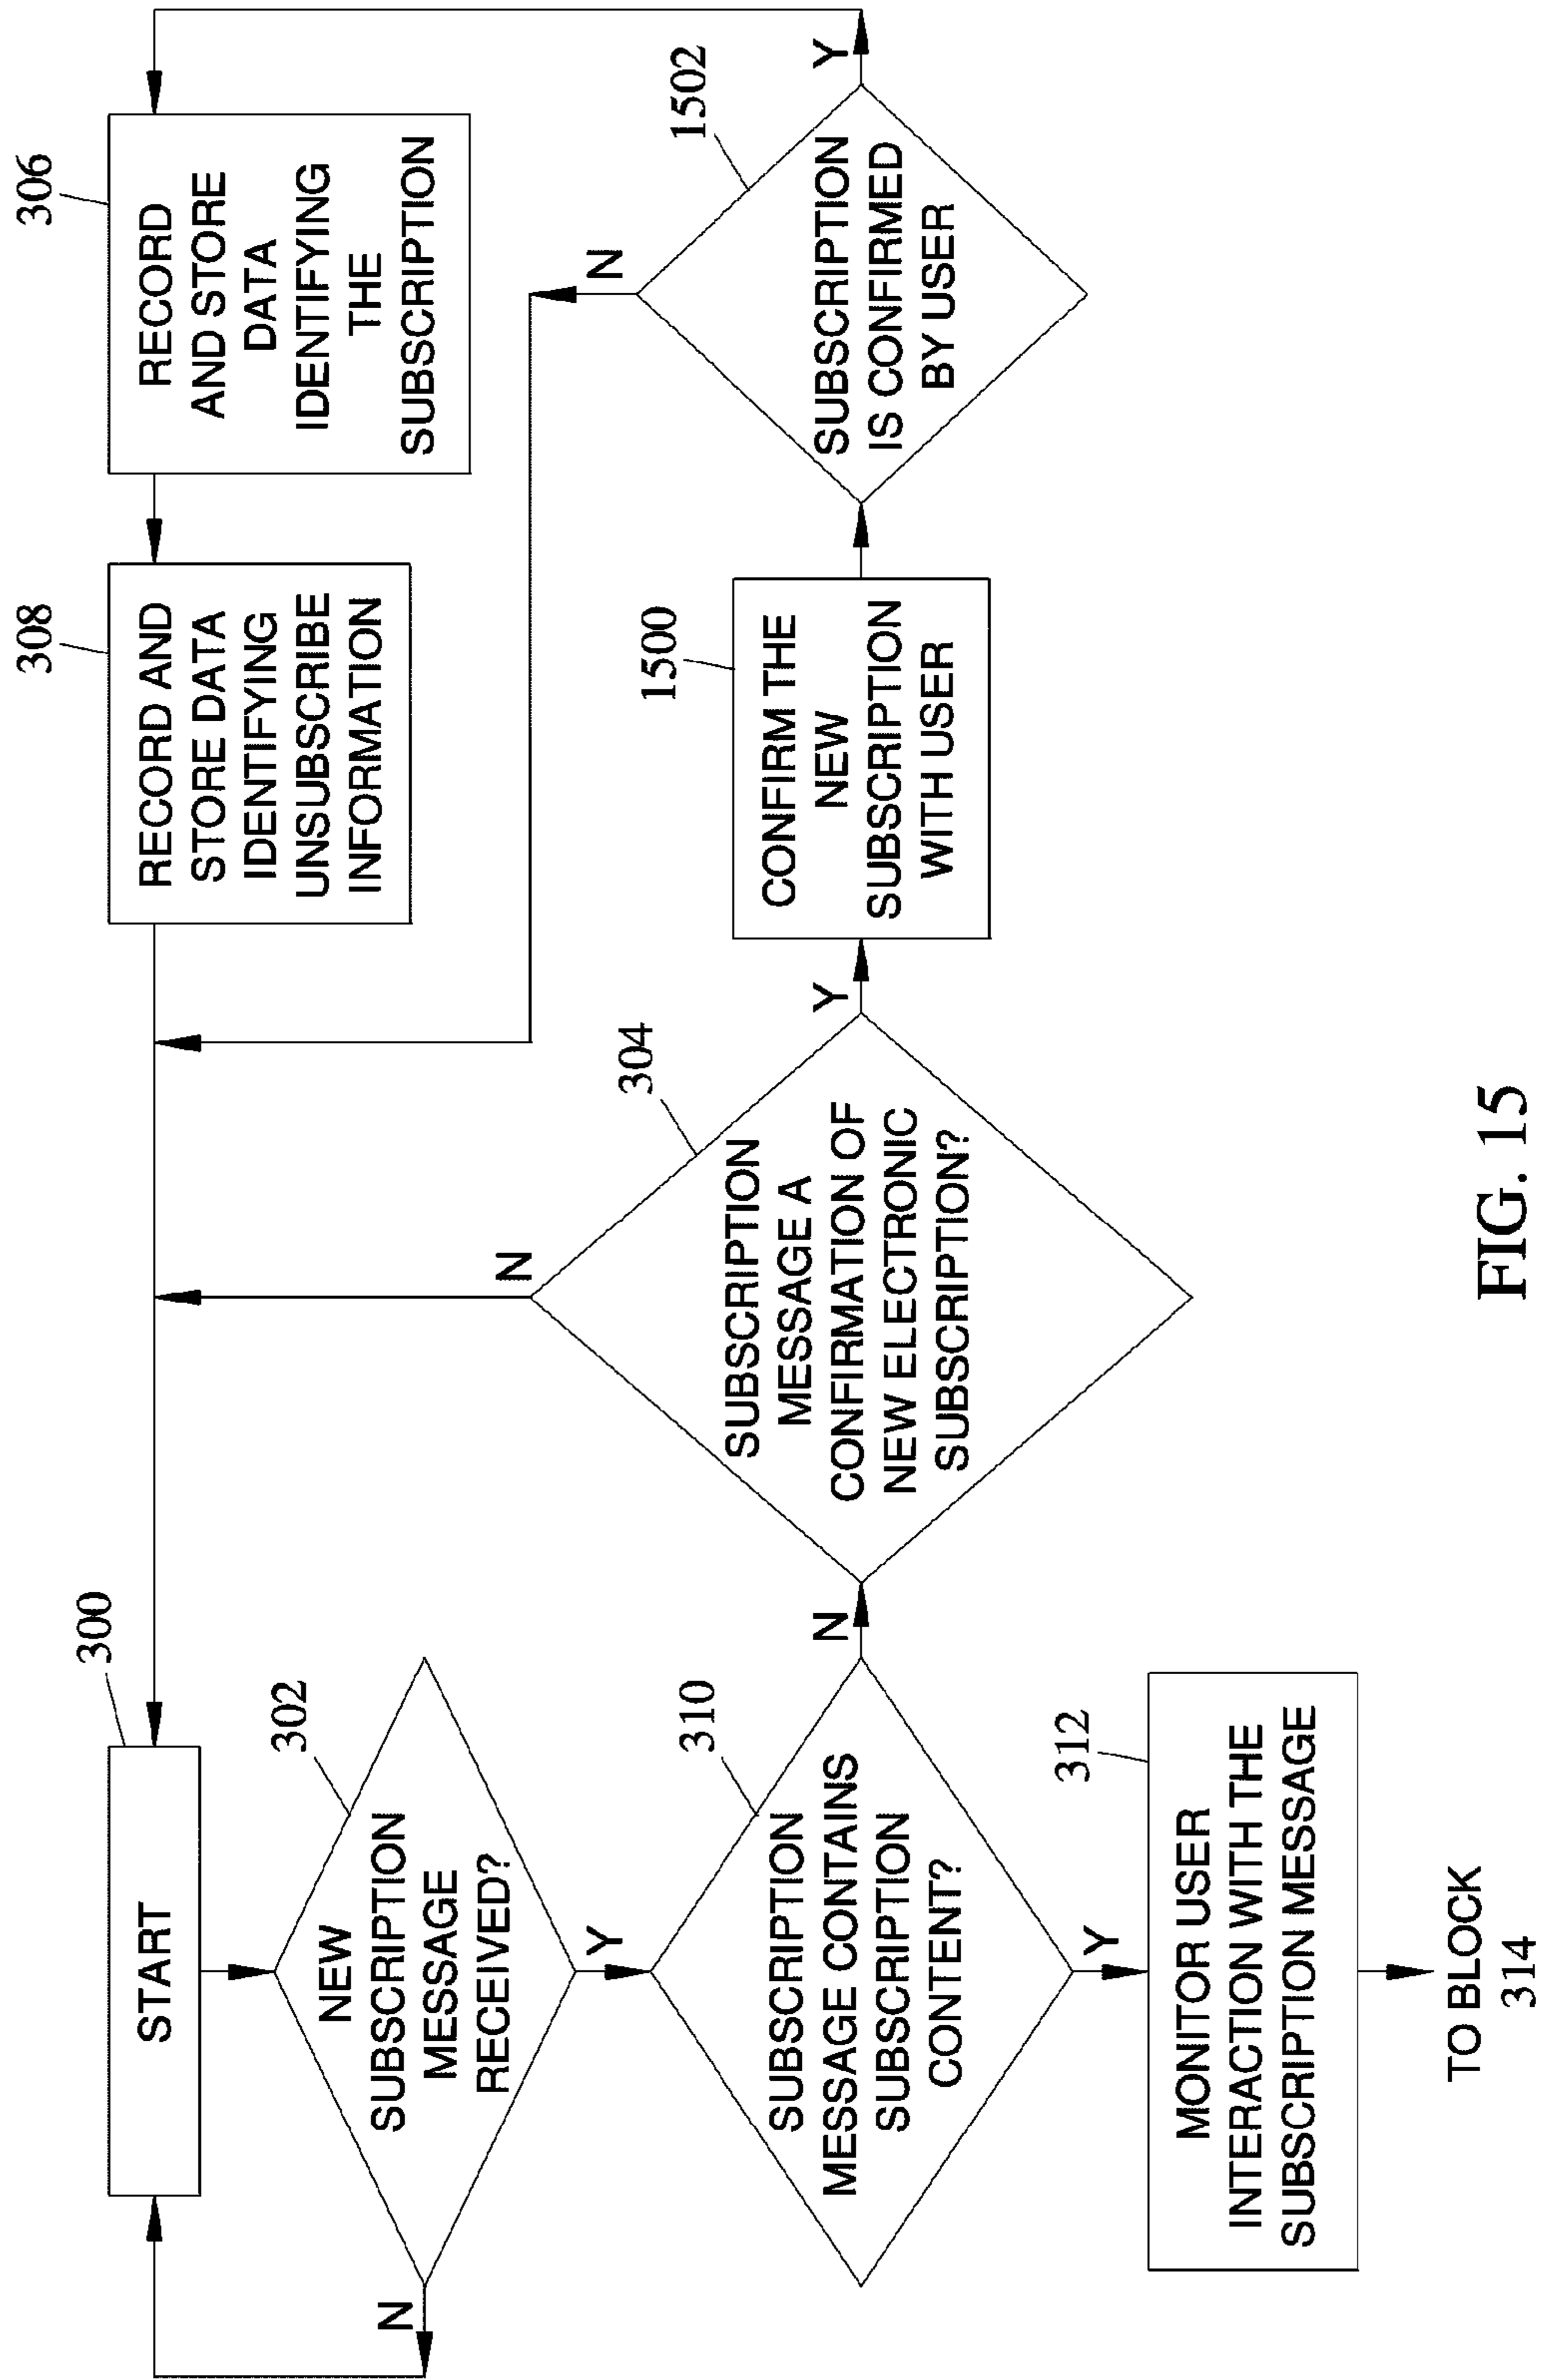 300
START
302
NEW
SUBSCRIPTION
MESSAGE
RECEIVED?
N
Y
310
SUBSCRIPTION
MESSAGE CONTAINS
SUBSCRIPTION
CONTENT?
N
Y
312
MONITOR USER
INTERACTION WITH THE
SUBSCRIPTION MESSAGE
TO BLOCK
314
304
SUBSCRIPTION
MESSAGE A
CONFIRMATION OF
NEW ELECTRONIC
SUBSCRIPTION?
N
Y
1500
CONFIRM THE
NEW
SUBSCRIPTION
WITH USER
1502
SUBSCRIPTION
IS CONFIRMED
BY USER
N
Y
306
RECORD
AND STORE
DATA
IDENTIFYING
THE
SUBSCRIPTION
308
RECORD AND
STORE DATA
IDENTIFYING
UNSUBSCRIBE
INFORMATION
FIG. 15